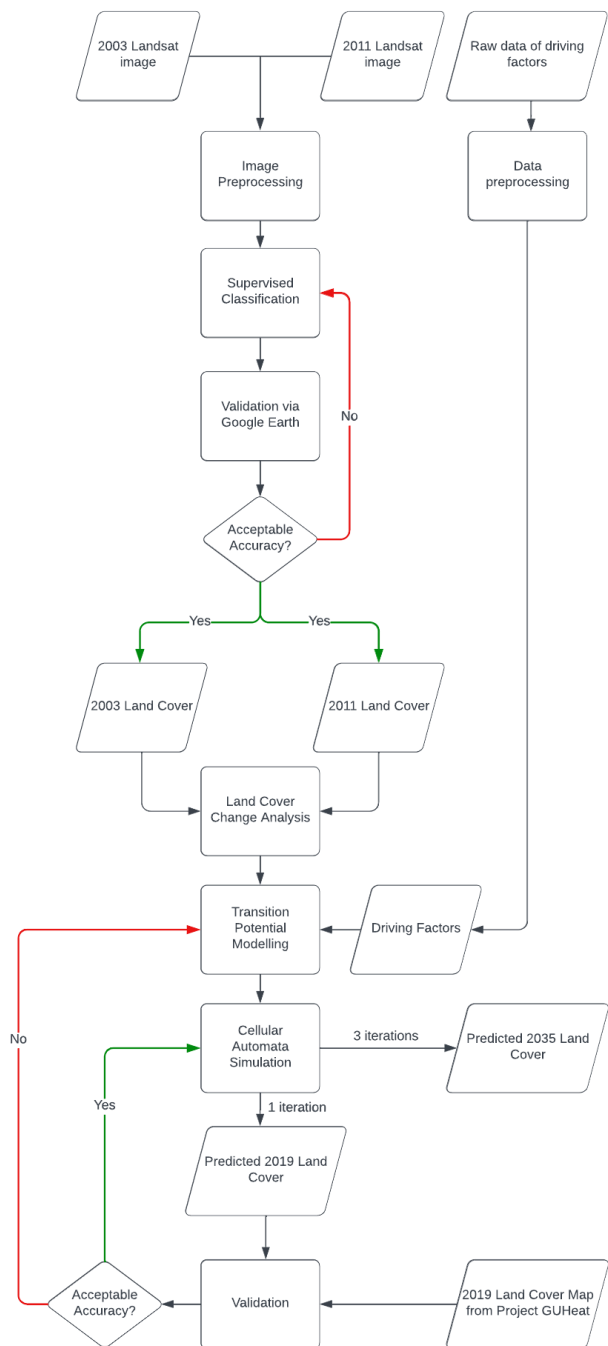 2003 Landsat
image
2011 Landsat
image
Raw data of driving
factors
Image
Preprocessing
Data
preprocessing
Supervised
Classification
Validation via
Google Earth
No
Acceptable
Accuracy?
Yes
Yes
2003 Land Cover
2011 Land Cover
Land Cover
Change Analysis
Transition
Potential
Modelling
Driving Factors
No
Cellular
Automata
Simulation
3 iterations
Predicted 2035 Land
Cover
Yes
1 iteration
Predicted 2019 Land
Cover
Acceptable
Accuracy?
Validation
2019 Land Cover Map
from Project GUHeat